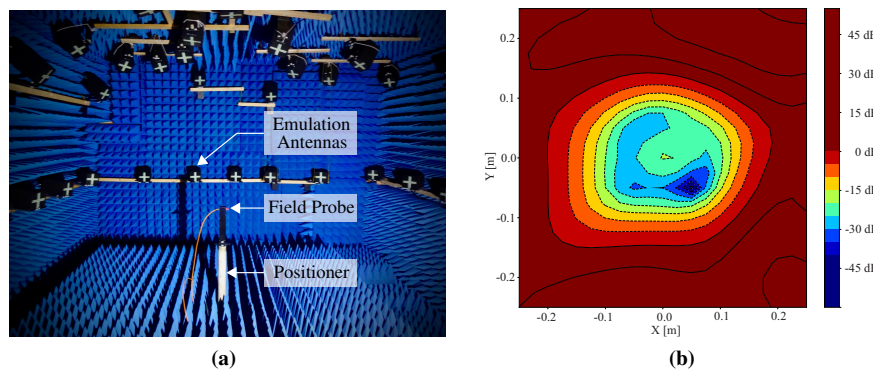 Emulation
Antennas
Field Probe
Positioner
(a)
Y [m]
0.2
0.1
0.0
-0.1
-0.2
-0.2
-0.1
0.0
0.1
0.2
X [m]
45 dB
30 dB
15 dB
0 dB
-15 dB
-30 dB
-45 dB
(b)